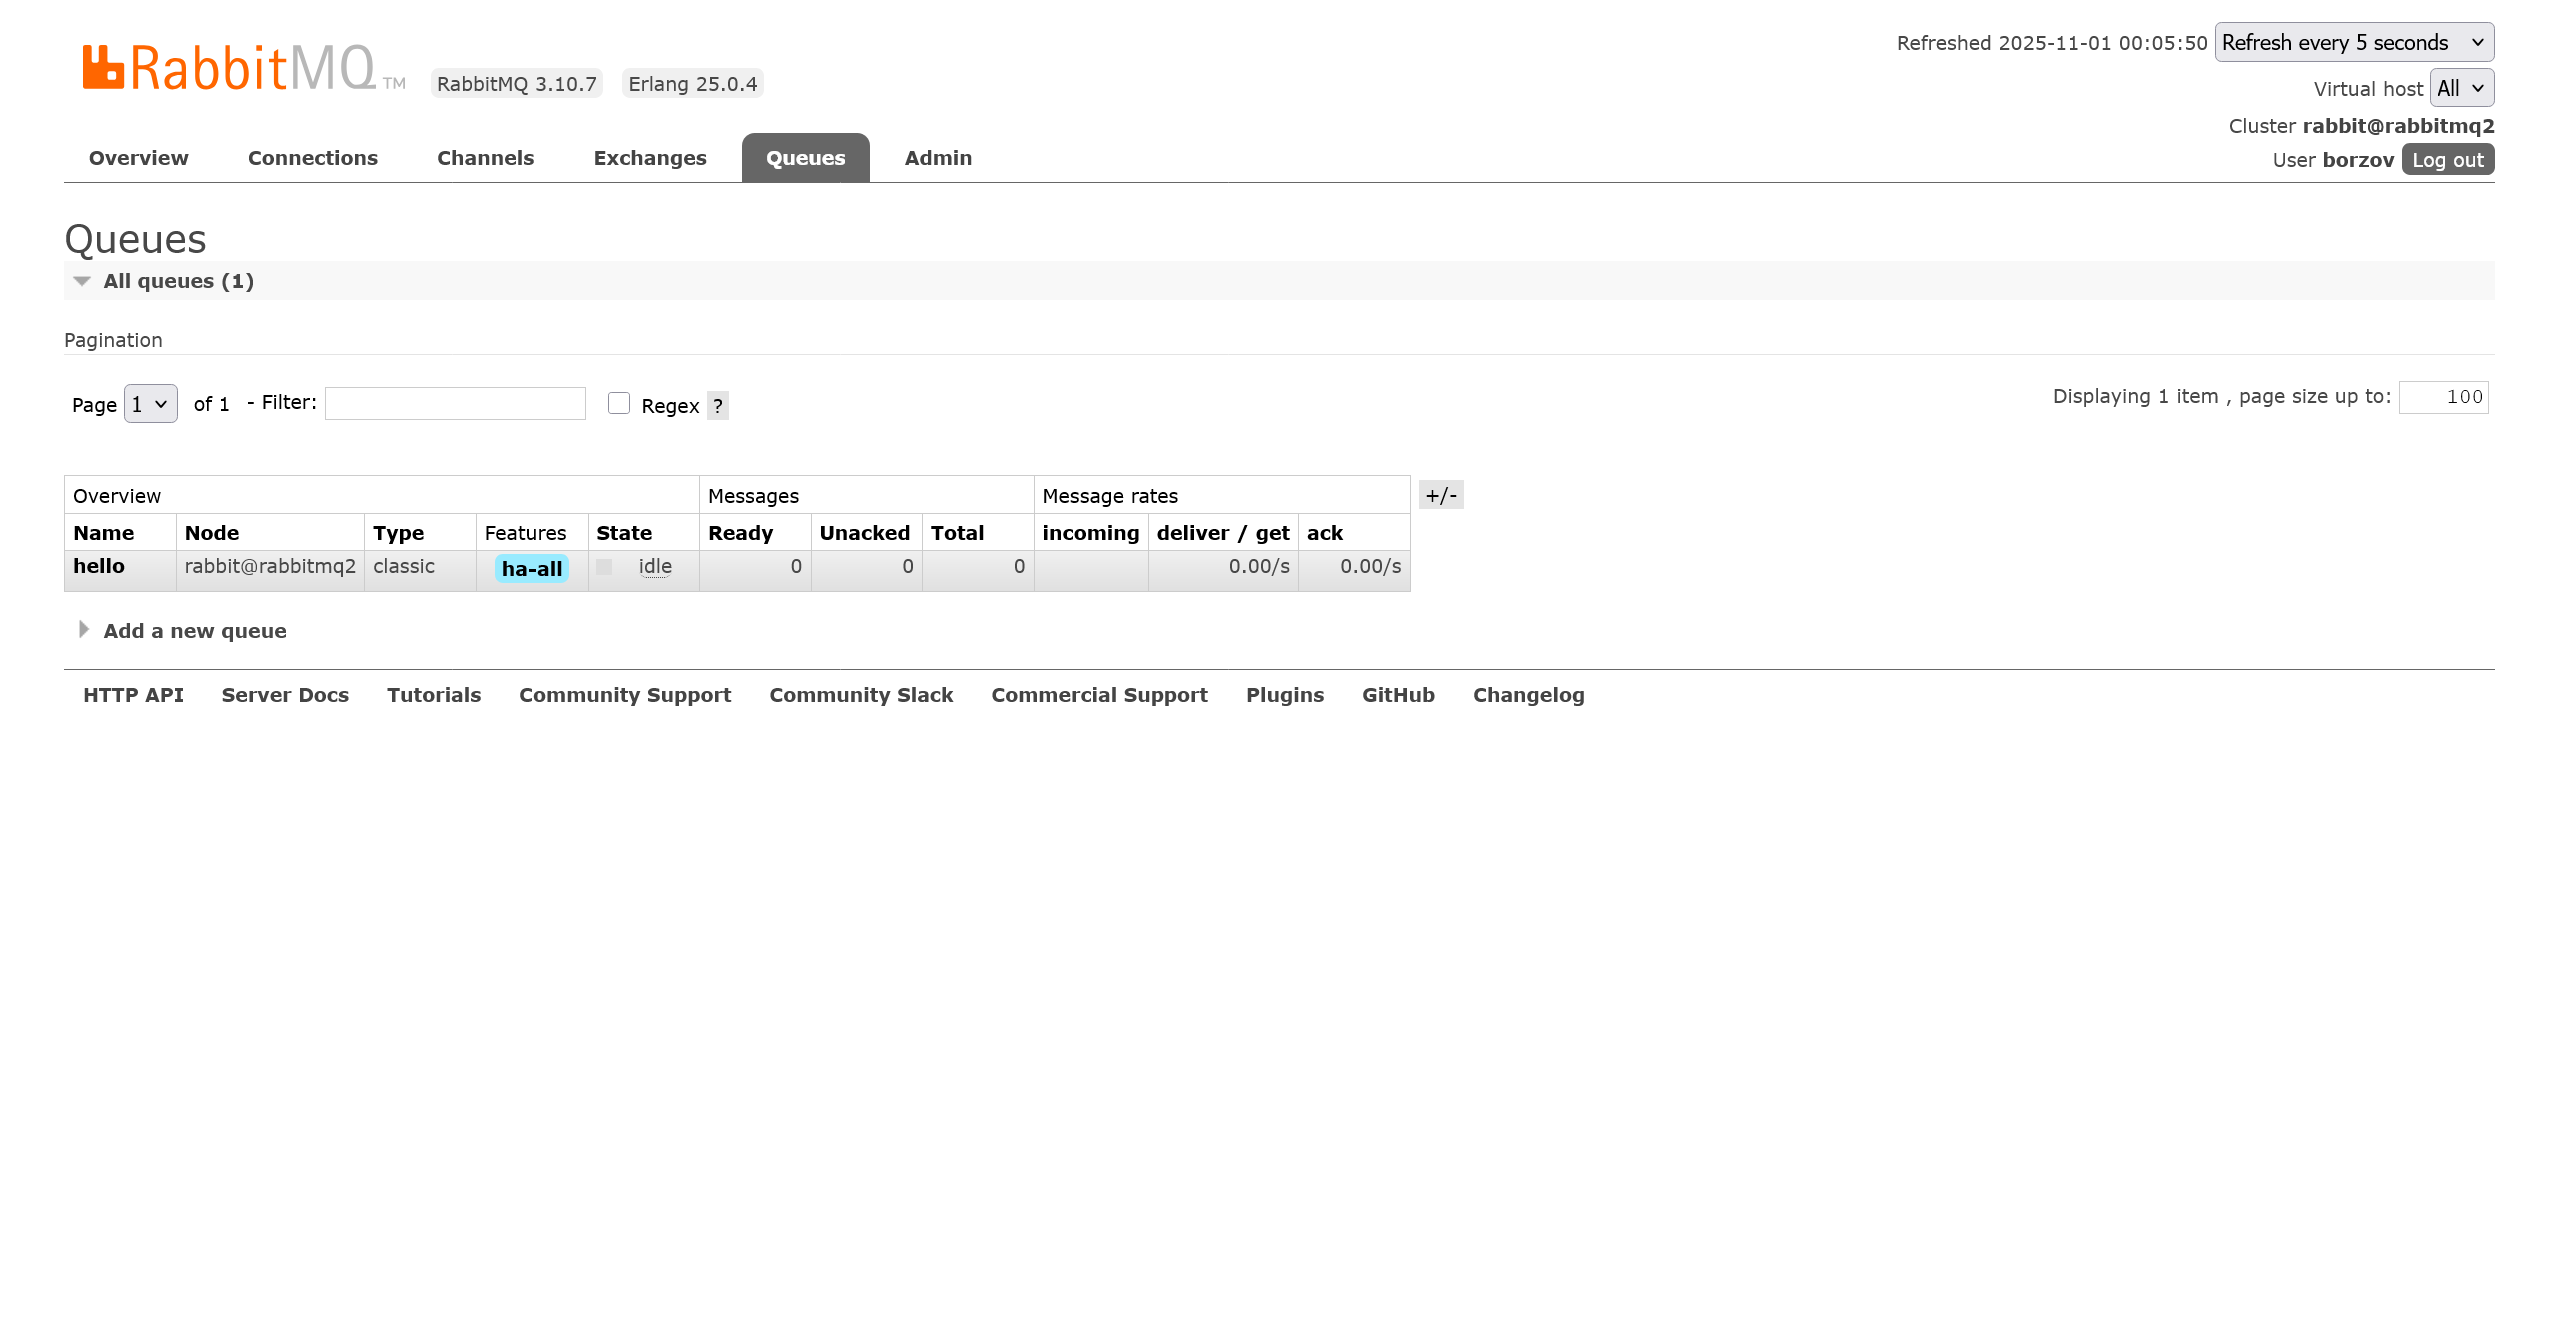 RabbitMQ TM RabbitMQ 3.10.7 Erlang 25.0.4
Refreshed 2025-11-01 00:05:50 Refresh every 5 seconds
Virtual host All
Cluster rabbit@rabbitmq2
User borzov Log out
Overview Connections Channels Exchanges Queues Admin
Queues
All queues (1)
Pagination
Page 1 of 1 - Filter: Regex ? Displaying 1 item , page size up to: 100
Overview Messages Message rates +/-
Name Node Type Features State Ready Unacked Total incoming deliver / get ack
hello rabbit@rabbitmq2 classic ha-all idle 0 0 0 0.00/s 0.00/s
Add a new queue
HTTP API Server Docs Tutorials Community Support Community Slack Commercial Support Plugins GitHub Changelog